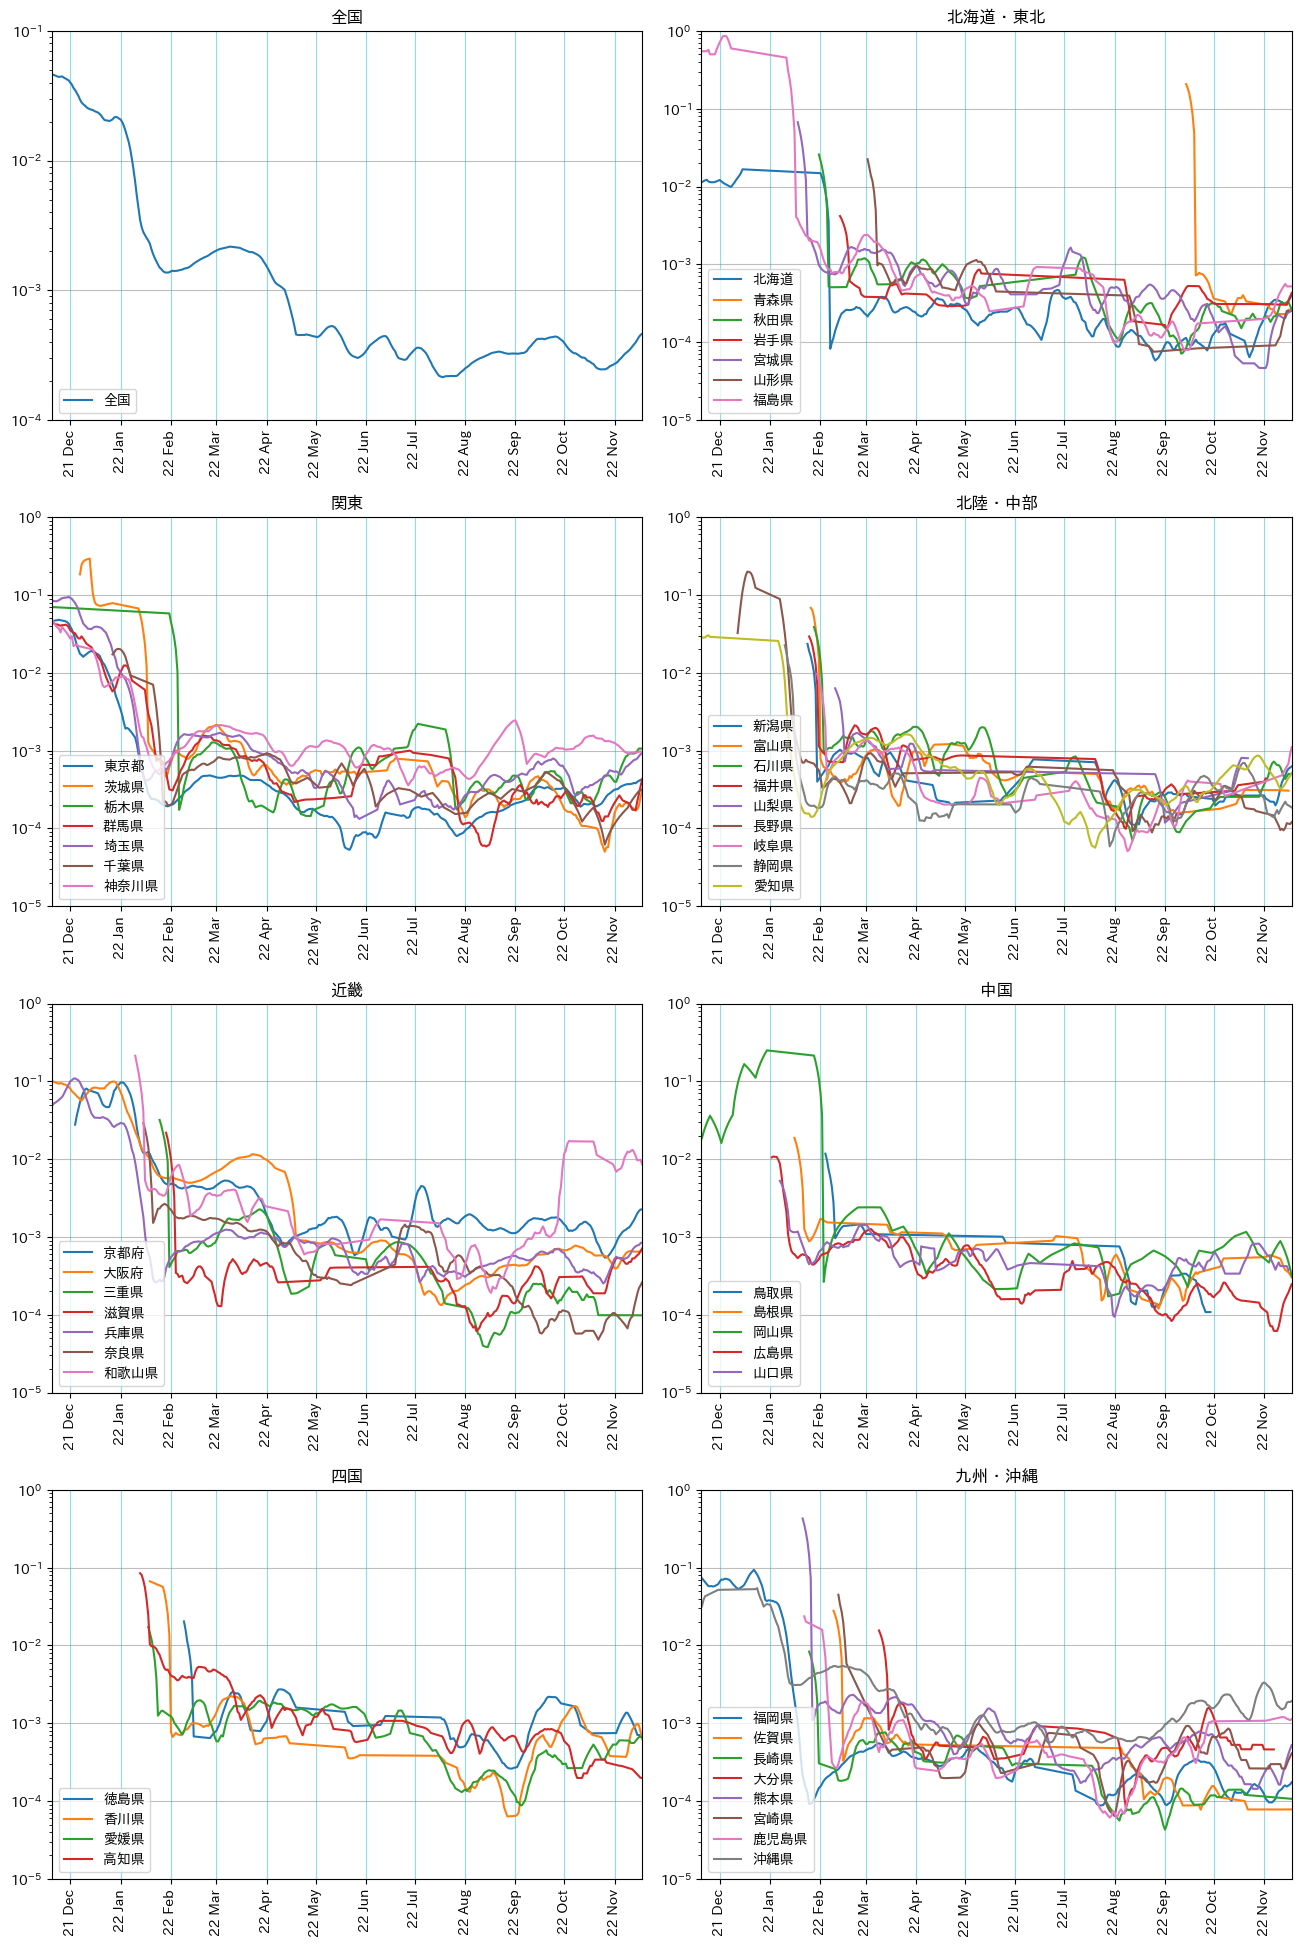 全国
10⁻¹
10⁻²
10⁻³
10⁻⁴
全国
21 Dec 22 Jan 22 Feb 22 Mar 22 Apr 22 May 22 Jun 22 Jul 22 Aug 22 Sep 22 Oct 22 Nov
北海道・東北
10⁰
10⁻¹
10⁻²
10⁻³
10⁻⁴
10⁻⁵
北海道
青森県
秋田県
岩手県
宮城県
山形県
福島県
21 Dec 22 Jan 22 Feb 22 Mar 22 Apr 22 May 22 Jun 22 Jul 22 Aug 22 Sep 22 Oct 22 Nov
関東
10⁰
10⁻¹
10⁻²
10⁻³
10⁻⁴
10⁻⁵
東京都
茨城県
栃木県
群馬県
埼玉県
千葉県
神奈川県
21 Dec 22 Jan 22 Feb 22 Mar 22 Apr 22 May 22 Jun 22 Jul 22 Aug 22 Sep 22 Oct 22 Nov
北陸・中部
10⁰
10⁻¹
10⁻²
10⁻³
10⁻⁴
10⁻⁵
新潟県
富山県
石川県
福井県
山梨県
長野県
岐阜県
静岡県
愛知県
21 Dec 22 Jan 22 Feb 22 Mar 22 Apr 22 May 22 Jun 22 Jul 22 Aug 22 Sep 22 Oct 22 Nov
近畿
10⁰
10⁻¹
10⁻²
10⁻³
10⁻⁴
10⁻⁵
京都府
大阪府
三重県
滋賀県
兵庫県
奈良県
和歌山県
21 Dec 22 Jan 22 Feb 22 Mar 22 Apr 22 May 22 Jun 22 Jul 22 Aug 22 Sep 22 Oct 22 Nov
中国
10⁰
10⁻¹
10⁻²
10⁻³
10⁻⁴
10⁻⁵
鳥取県
島根県
岡山県
広島県
山口県
21 Dec 22 Jan 22 Feb 22 Mar 22 Apr 22 May 22 Jun 22 Jul 22 Aug 22 Sep 22 Oct 22 Nov
四国
10⁰
10⁻¹
10⁻²
10⁻³
10⁻⁴
10⁻⁵
徳島県
香川県
愛媛県
高知県
21 Dec 22 Jan 22 Feb 22 Mar 22 Apr 22 May 22 Jun 22 Jul 22 Aug 22 Sep 22 Oct 22 Nov
九州・沖縄
10⁰
10⁻¹
10⁻²
10⁻³
10⁻⁴
10⁻⁵
福岡県
佐賀県
長崎県
大分県
熊本県
宮崎県
鹿児島県
沖縄県
21 Dec 22 Jan 22 Feb 22 Mar 22 Apr 22 May 22 Jun 22 Jul 22 Aug 22 Sep 22 Oct 22 Nov